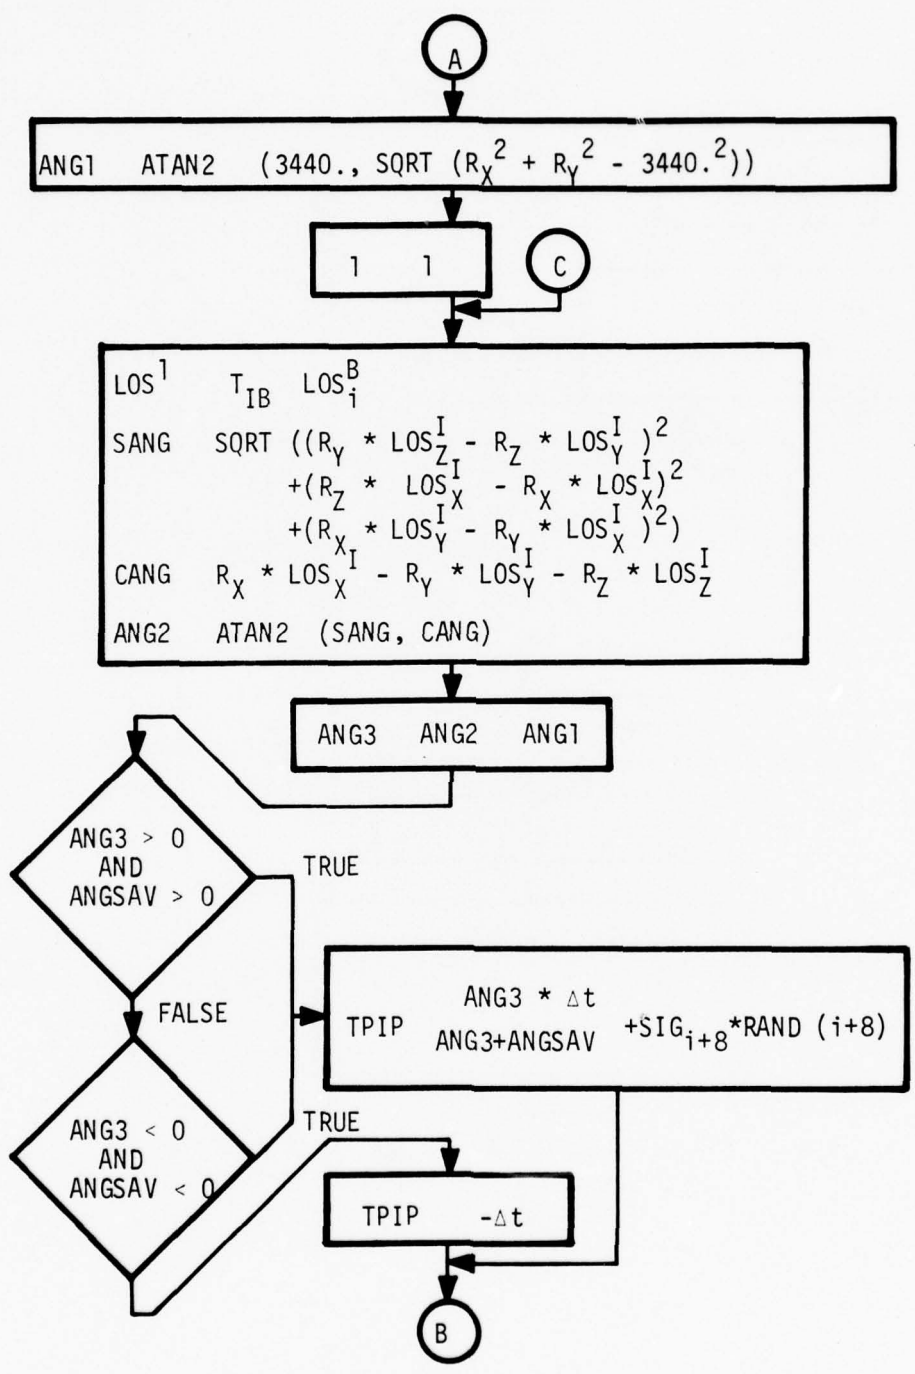 A
ANG1 ATAN2 (3440., SQRT (R_X^2 + R_Y^2 - 3440.^2))
1 1
C
LOS^1 T_IB LOS_i^B
SANG SQRT ((R_Y * LOS_Z^I - R_Z * LOS_Y^I )^2
+(R_Z * LOS_X^I - R_X * LOS_X^I)^2
+(R_X * LOS_Y^I - R_Y * LOS_X^I )^2)
CANG R_X * LOS_X^I - R_Y * LOS_Y^I - R_Z * LOS_Z^I
ANG2 ATAN2 (SANG, CANG)
ANG3 ANG2 ANG1
ANG3 > 0
AND
ANGSAV > 0
TRUE
FALSE
ANG3 * Δt
TPIP ANG3+ANGSAV +SIG_i+8*RAND (i+8)
ANG3 < 0
AND
ANGSAV < 0
TRUE
TPIP -Δt
B